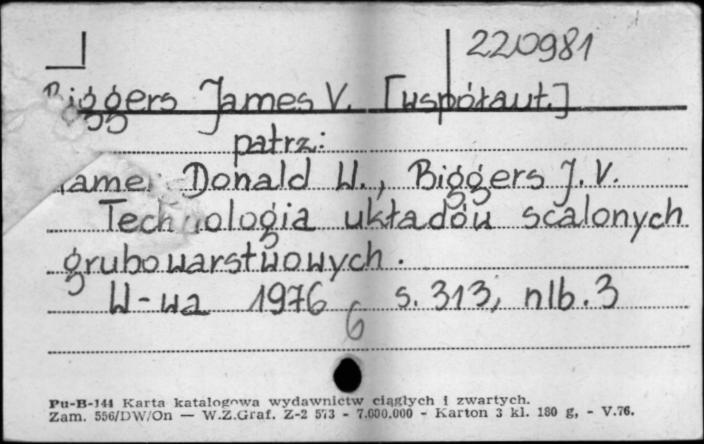 220981
Biggers James V. [współaut.]
patrz:
Donald W., Biggers J.V.
Technologia układów scalonych
grubowarstwowych.
W-wa 1976 s. 313, nlb. 3
6
Pu-B-144 Karta katalogowa wydawnictw ciągłych i zwartych.
Zam. 556/DW/On — W.Z.Graf. Z-2 573 - 7.000.000 - Karton 3 kl. 180 g, - V.76.